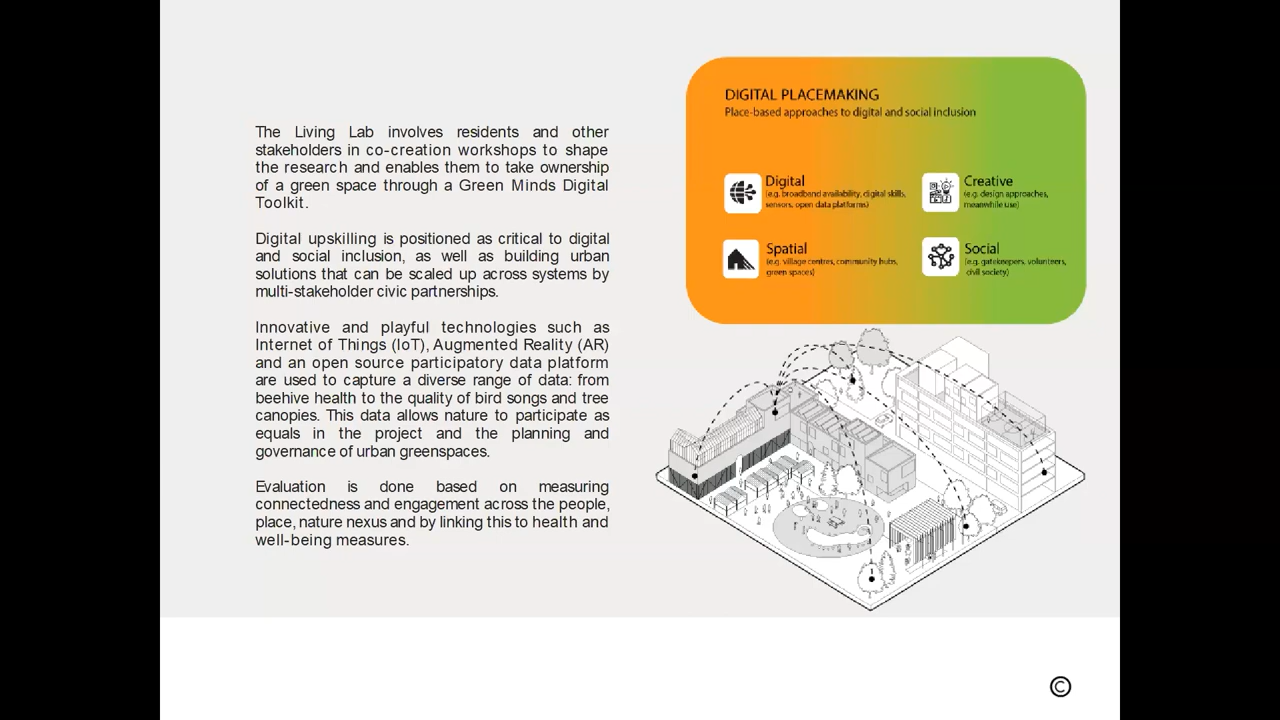 The Living Lab involves residents and other
stakeholders in co-creation workshops to shape
the research and enables them to take ownership
of a green space through a Green Minds Digital
Toolkit.
Digital upskilling is positioned as critical to digital
and social inclusion, as well as building urban
solutions that can be scaled up across systems by
multi-stakeholder civic partnerships.
Innovative and playful technologies such as
Internet of Things (IoT), Augmented Reality (AR)
and an open source participatory data platform
are used to capture a diverse range of data: from
beehive health to the quality of bird songs and tree
canopies. This data allows nature to participate as
equals in the project and the planning and
governance of urban greenspaces.
Evaluation is done based on measuring
connectedness and engagement across the people,
place, nature nexus and by linking this to health and
well-being measures.
DIGITAL PLACEMAKING
Place-based approaches to digital and social inclusion
Digital
(e.g. broadband availability, digital skills,
sensors, open data platforms)
Creative
(e.g. design approaches,
meanwhile use)
Spatial
(e.g. village centres, community hubs,
green spaces)
Social
(e.g. gatekeepers, volunteers,
civil society)
©